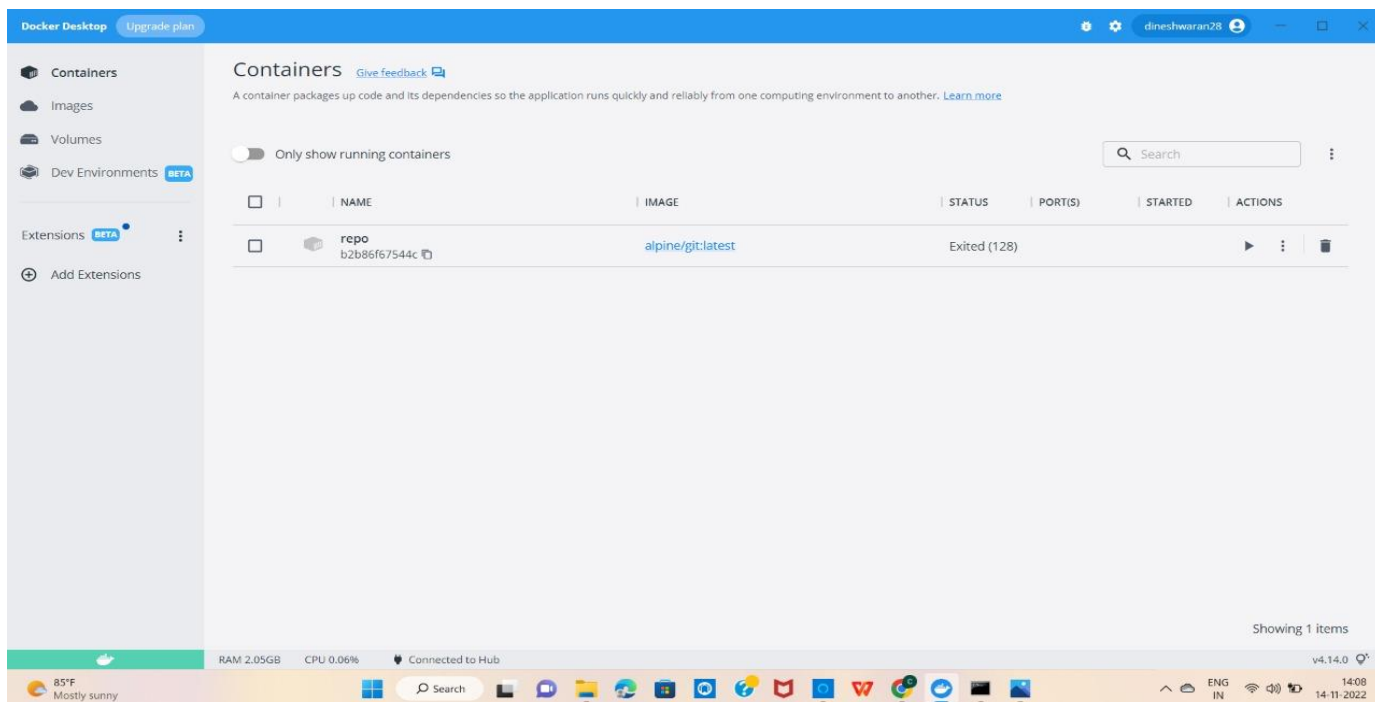 Docker Desktop Upgrade plan dineshwaran28
Containers
Images
Volumes
Dev Environments BETA
Extensions BETA
Add Extensions
Containers Give feedback
A container packages up code and its dependencies so the application runs quickly and reliably from one computing environment to another. Learn more
Only show running containers
Search
NAME IMAGE STATUS PORT(S) STARTED ACTIONS
repo alpine/git:latest Exited (128)
b2b86f67544c
Showing 1 items
RAM 2.05GB CPU 0.06% Connected to Hub v4.14.0
85°F
Mostly sunny
Search
ENG
IN
14:08
14-11-2022